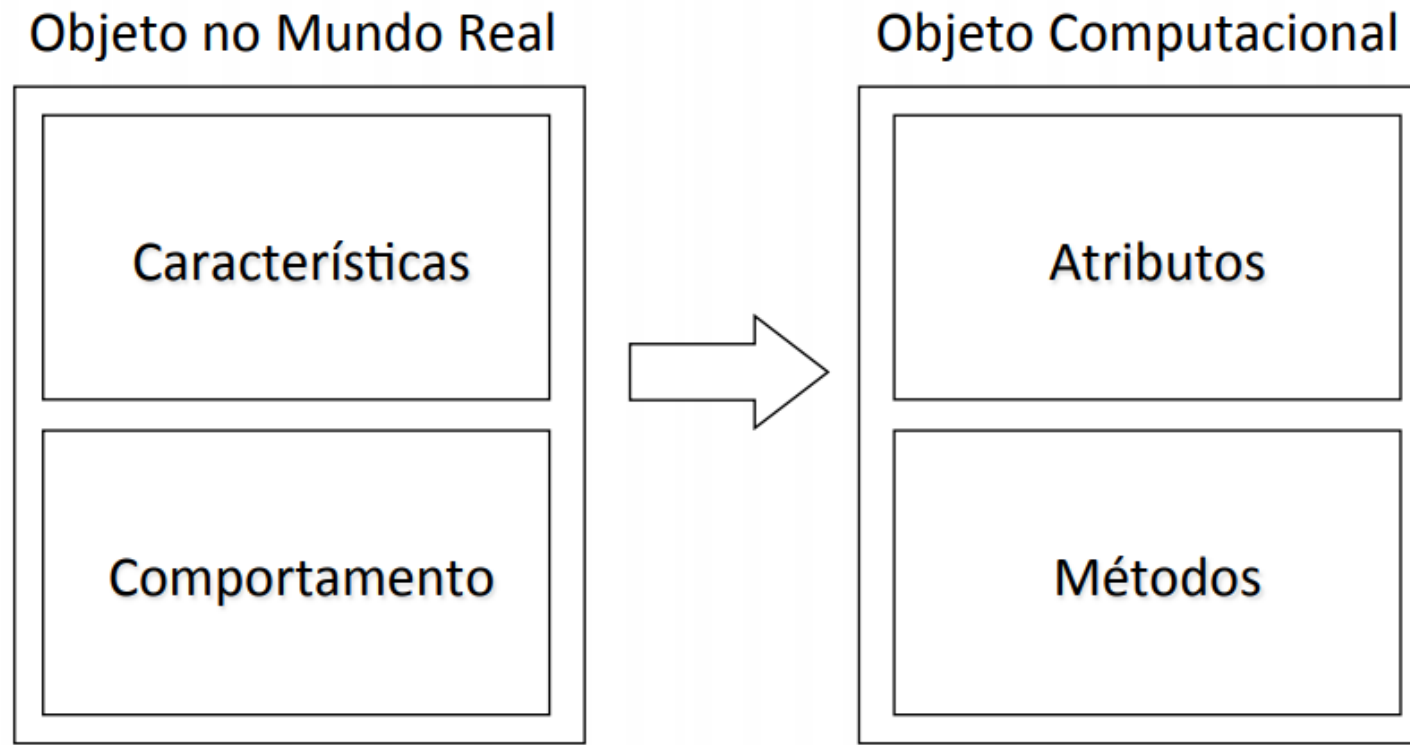 Objeto no Mundo Real
Objeto Computacional
Características
Atributos
Comportamento
Métodos